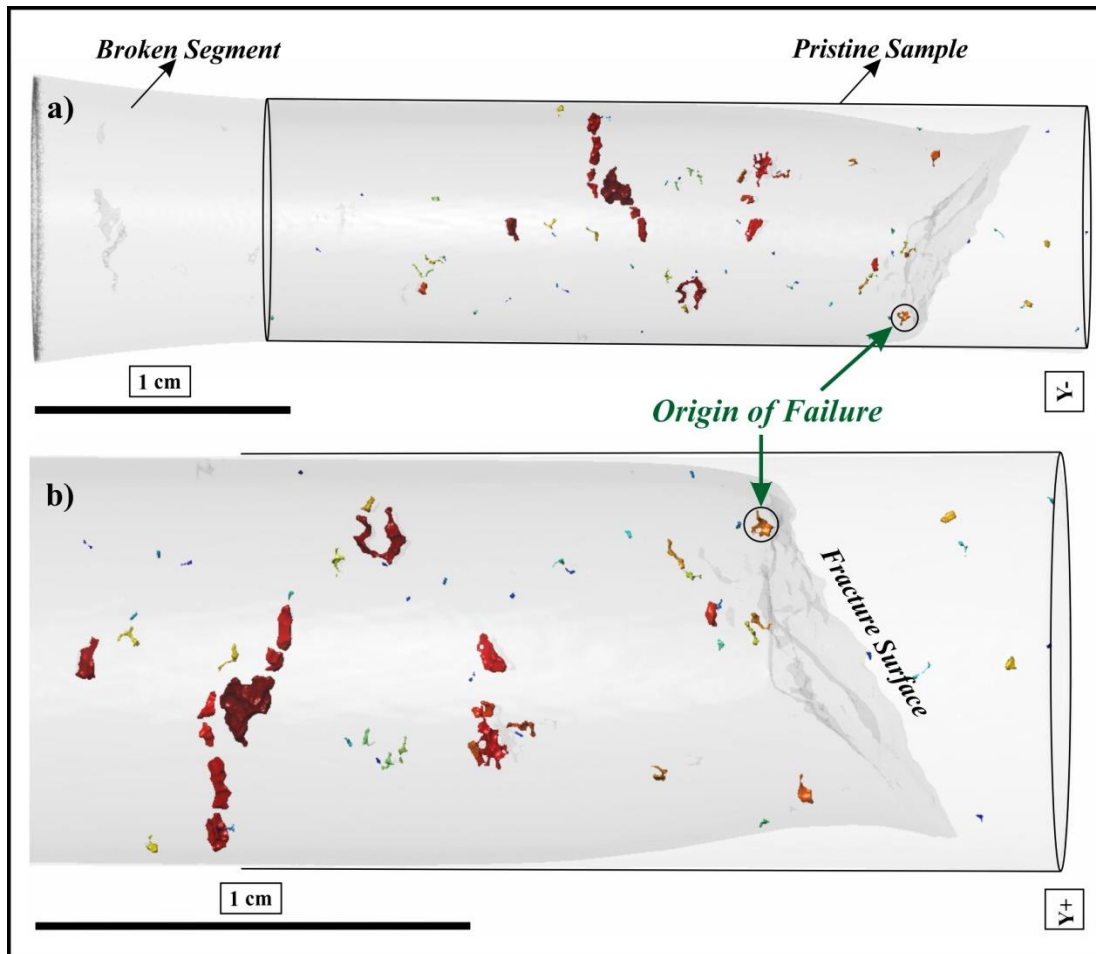 Broken Segment
Pristine Sample
a)
1 cm
Y-
Origin of Failure
b)
Fracture Surface
1 cm
Y+